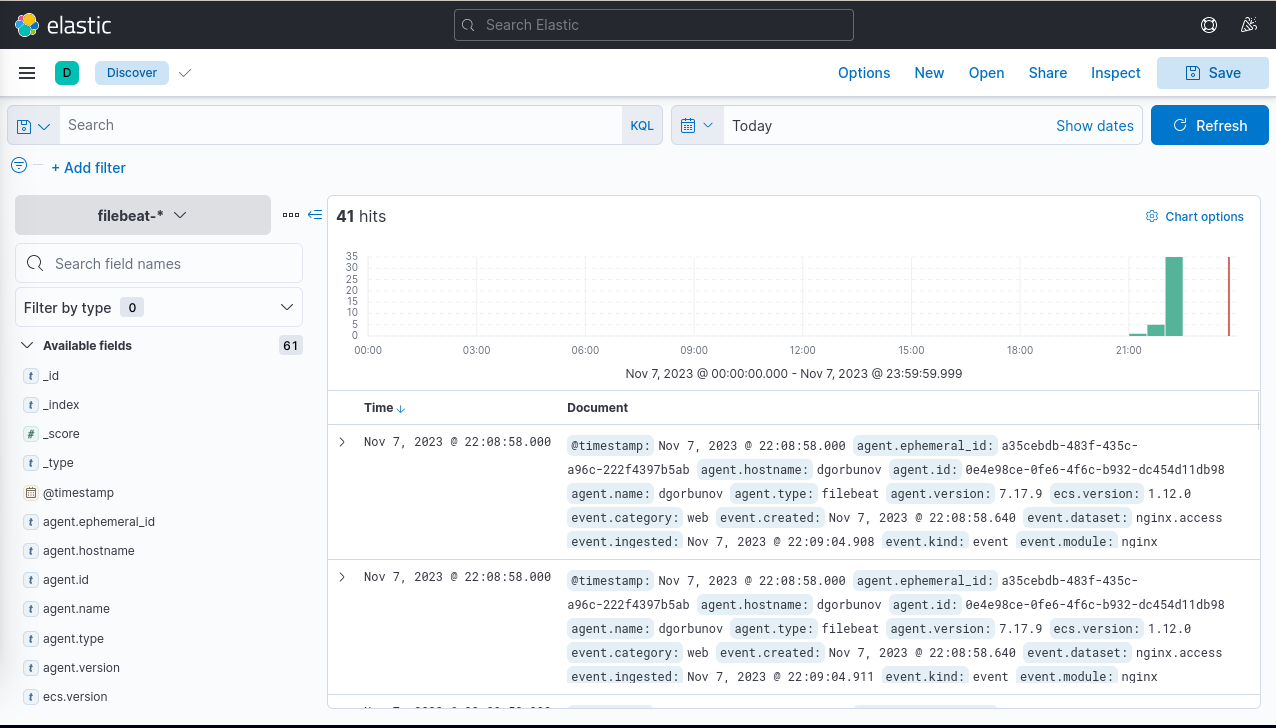 elastic
Search Elastic
D
Discover
Options New Open Share Inspect Save
Search
KQL
Today
Show dates
Refresh
+ Add filter
filebeat-*
Search field names
Filter by type 0
Available fields 61
t _id
t _index
# _score
t _type
@timestamp
t agent.ephemeral_id
t agent.hostname
t agent.id
t agent.name
t agent.type
t agent.version
t ecs.version
41 hits
Chart options
35
30
25
20
15
10
5
0
00:00 03:00 06:00 09:00 12:00 15:00 18:00 21:00
Nov 7, 2023 @ 00:00:00.000 - Nov 7, 2023 @ 23:59:59.999
Time Document
Nov 7, 2023 @ 22:08:58.000
@timestamp: Nov 7, 2023 @ 22:08:58.000 agent.ephemeral_id: a35cebdb-483f-435c-
a96c-222f4397b5ab agent.hostname: dgorbunov agent.id: 0e4e98ce-0fe6-4f6c-b932-dc454d11db98
agent.name: dgorbunov agent.type: filebeat agent.version: 7.17.9 ecs.version: 1.12.0
event.category: web event.created: Nov 7, 2023 @ 22:08:58.640 event.dataset: nginx.access
event.ingested: Nov 7, 2023 @ 22:09:04.908 event.kind: event event.module: nginx
Nov 7, 2023 @ 22:08:58.000
@timestamp: Nov 7, 2023 @ 22:08:58.000 agent.ephemeral_id: a35cebdb-483f-435c-
a96c-222f4397b5ab agent.hostname: dgorbunov agent.id: 0e4e98ce-0fe6-4f6c-b932-dc454d11db98
agent.name: dgorbunov agent.type: filebeat agent.version: 7.17.9 ecs.version: 1.12.0
event.category: web event.created: Nov 7, 2023 @ 22:08:58.640 event.dataset: nginx.access
event.ingested: Nov 7, 2023 @ 22:09:04.911 event.kind: event event.module: nginx